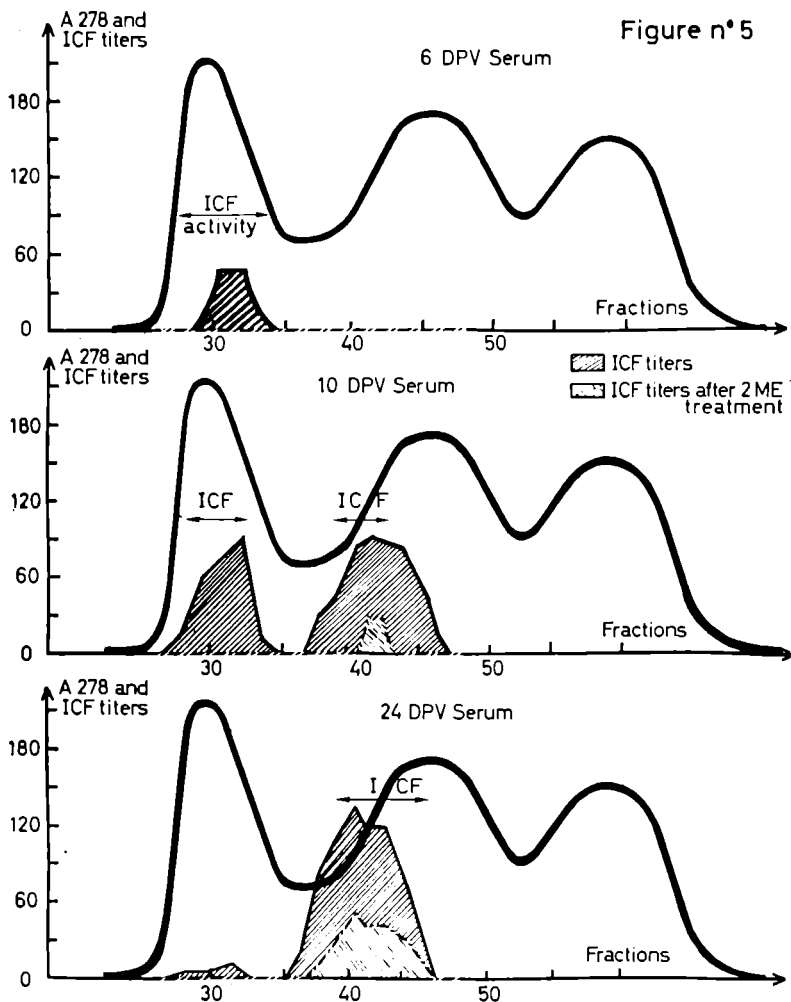 Figure n° 5
A 278 and
ICF titers
6 DPV Serum
180
120
ICF
activity
60
Fractions
0
30
40
50
A 278 and
ICF titers
10 DPV Serum
ICF titers
ICF titers after 2 ME
treatment
180
120
ICF
IC F
60
Fractions
0
30
40
50
A 278 and
ICF titers
24 DPV Serum
180
I CF
120
60
Fractions
0
30
40
50